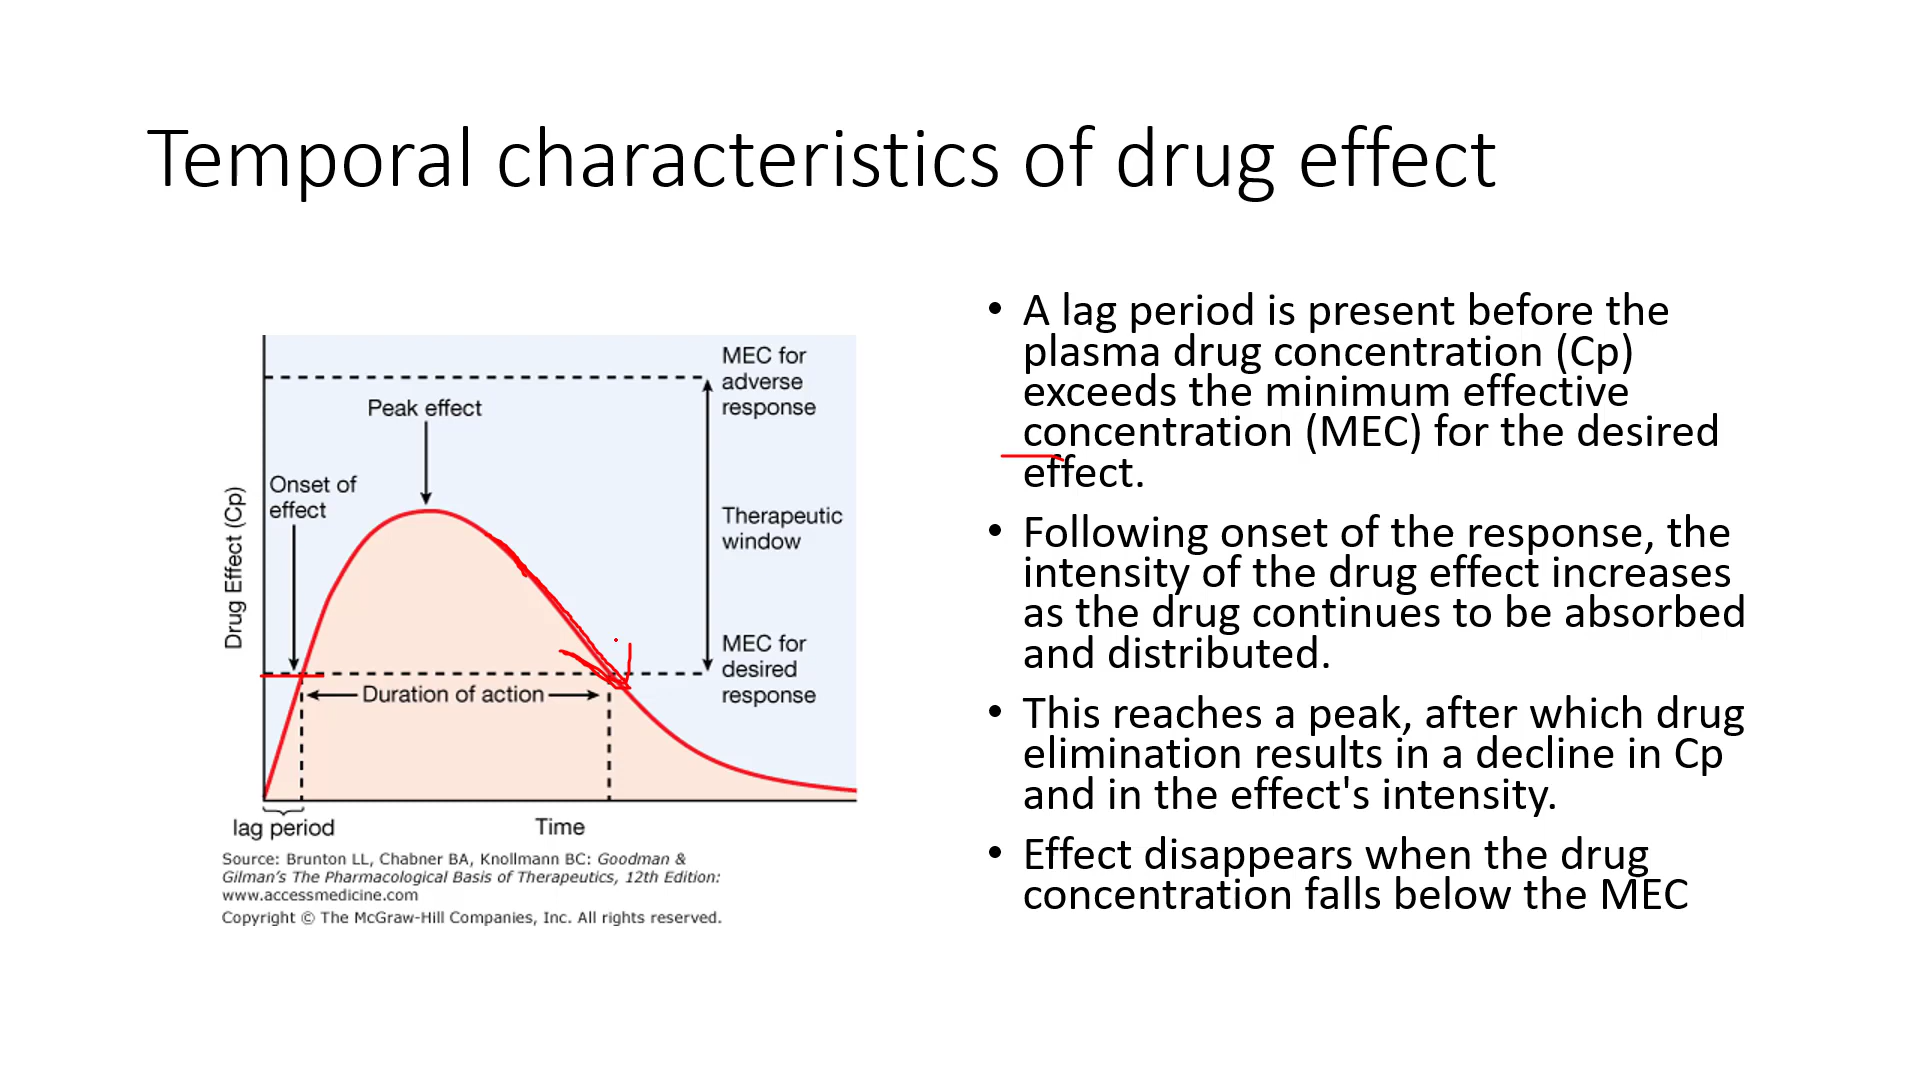 Temporal characteristics of drug effect
MEC for
adverse
response
Peak effect
Onset of
effect
Therapeutic
window
Drug Effect (Cp)
MEC for
desired
response
Duration of action
lag period
Time
Source: Brunton LL, Chabner BA, Knollmann BC: Goodman &
Gilman’s The Pharmacological Basis of Therapeutics, 12th Edition:
www.accessmedicine.com
Copyright © The McGraw-Hill Companies, Inc. All rights reserved.
• A lag period is present before the
plasma drug concentration (Cp)
exceeds the minimum effective
concentration (MEC) for the desired
effect.
• Following onset of the response, the
intensity of the drug effect increases
as the drug continues to be absorbed
and distributed.
• This reaches a peak, after which drug
elimination results in a decline in Cp
and in the effect's intensity.
• Effect disappears when the drug
concentration falls below the MEC